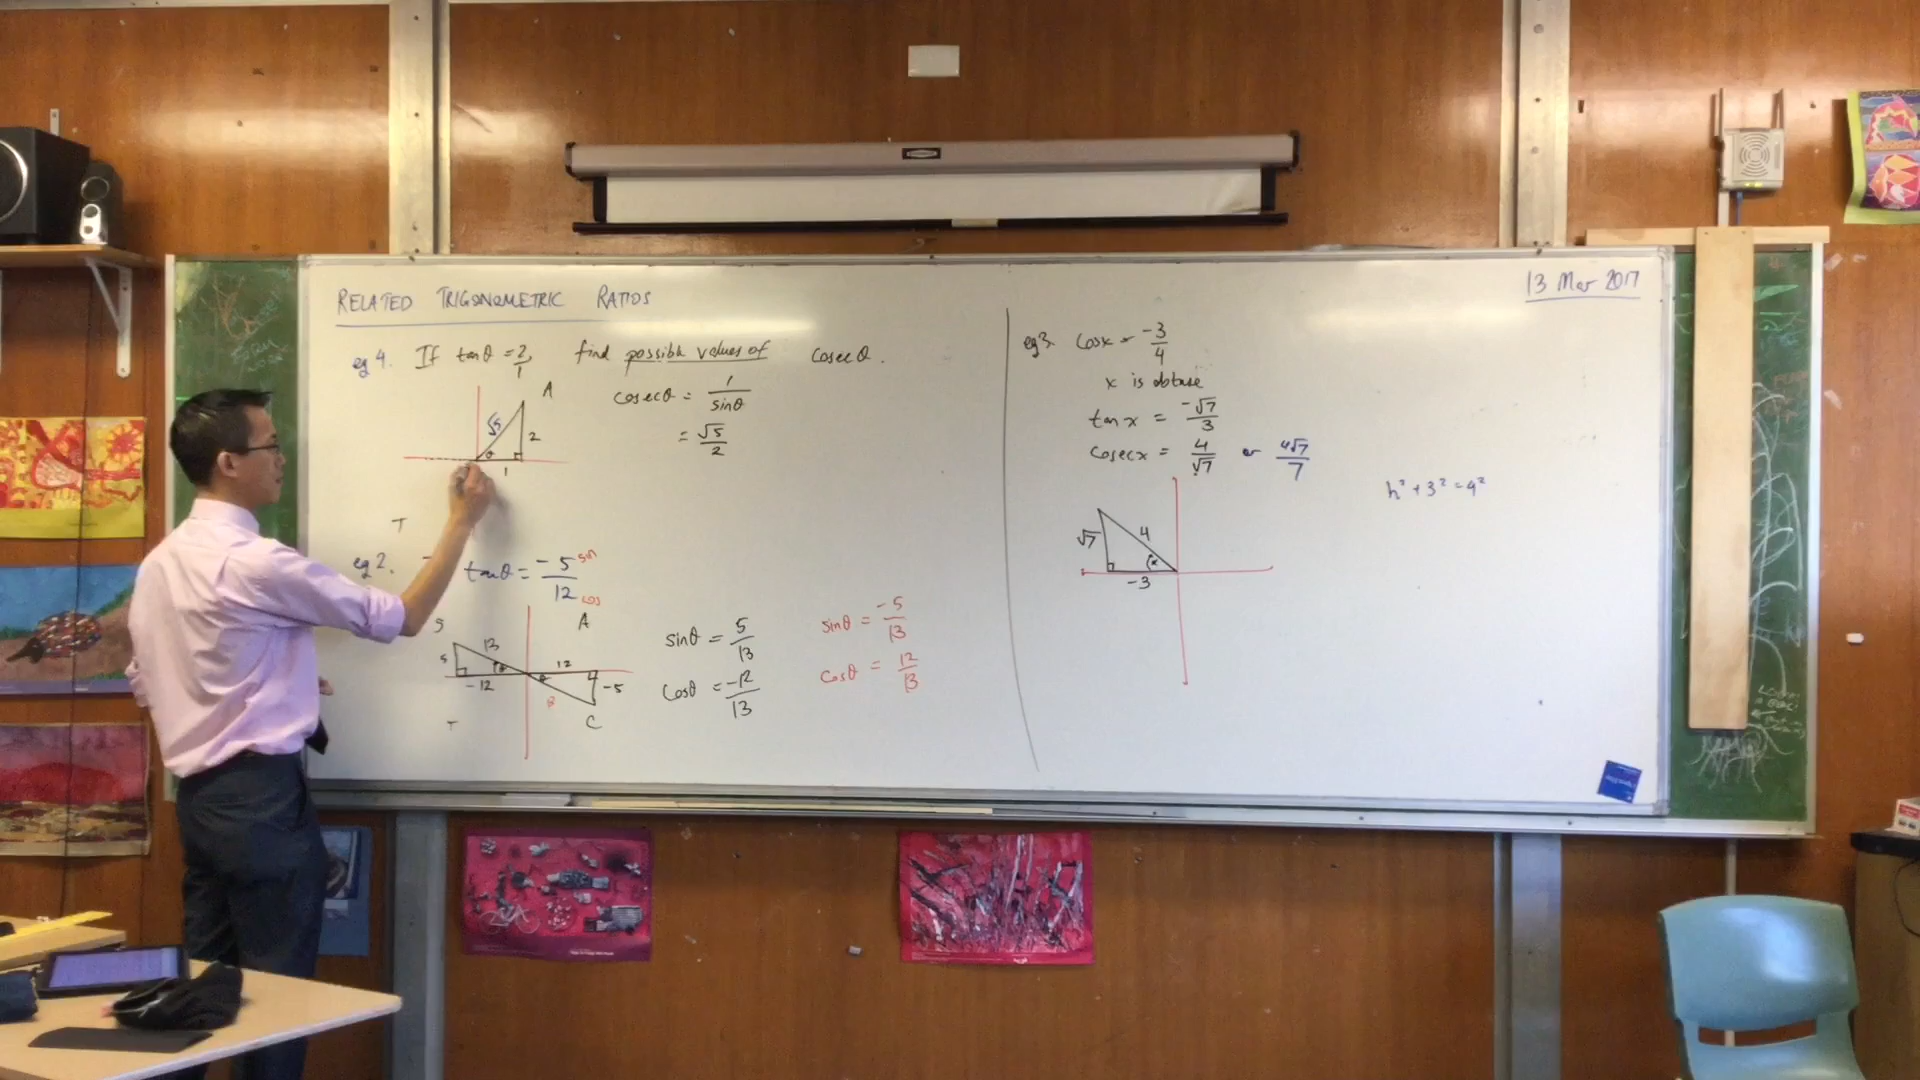 RELATED TRIGONOMETRIC RATIOS
13 Mar 2017
eg 4. If tanθ = 2/1, find possible values of cosecθ.
cosecθ = 1/sinθ
= √5/2
A
√5
2
θ
1
T
eg 2. tanθ = -5/12
sin
cos
S
A
5
13
θ
-12
12
θ
-5
T
C
sinθ = 5/13
cosθ = -12/13
sinθ = -5/13
cosθ = 12/13
eg 3. cosx = -3/4
x is obtuse
tan x = -√7/3
cosecx = 4/√7 or 4√7/7
h² + 3² = 4²
√7
4
x
-3